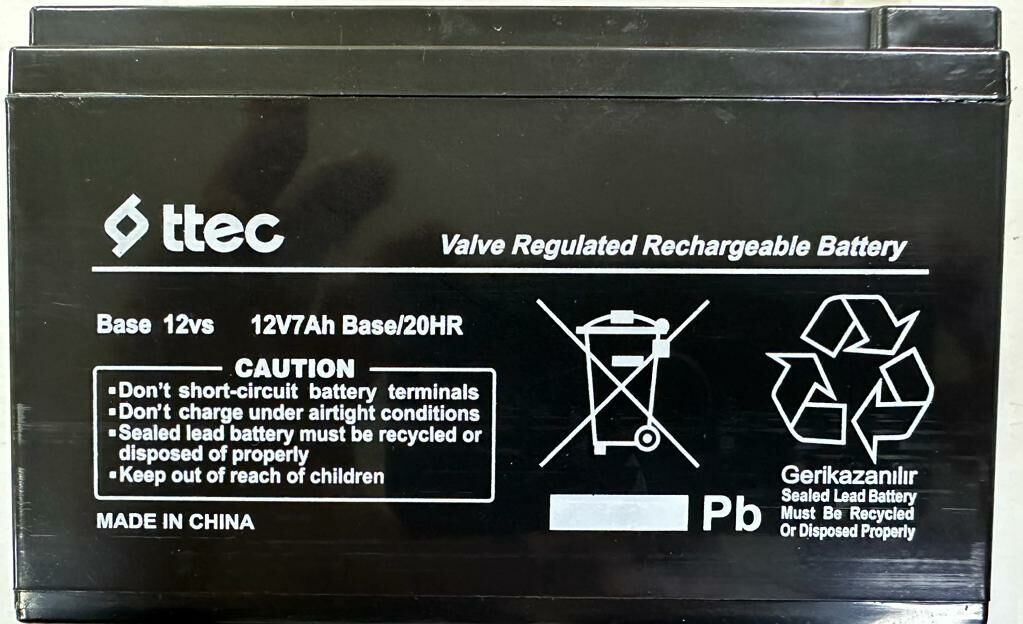 ttec
Valve Regulated Rechargeable Battery
Base 12vs 12V7Ah Base/20HR
CAUTION
▪Don't short-circuit battery terminals
▪Don't charge under airtight conditions
▪Sealed lead battery must be recycled or
disposed of properly
▪Keep out of reach of children
MADE IN CHINA
Pb
Gerikazanılır
Sealed Lead Battery
Must Be Recycled
Or Disposed Properly